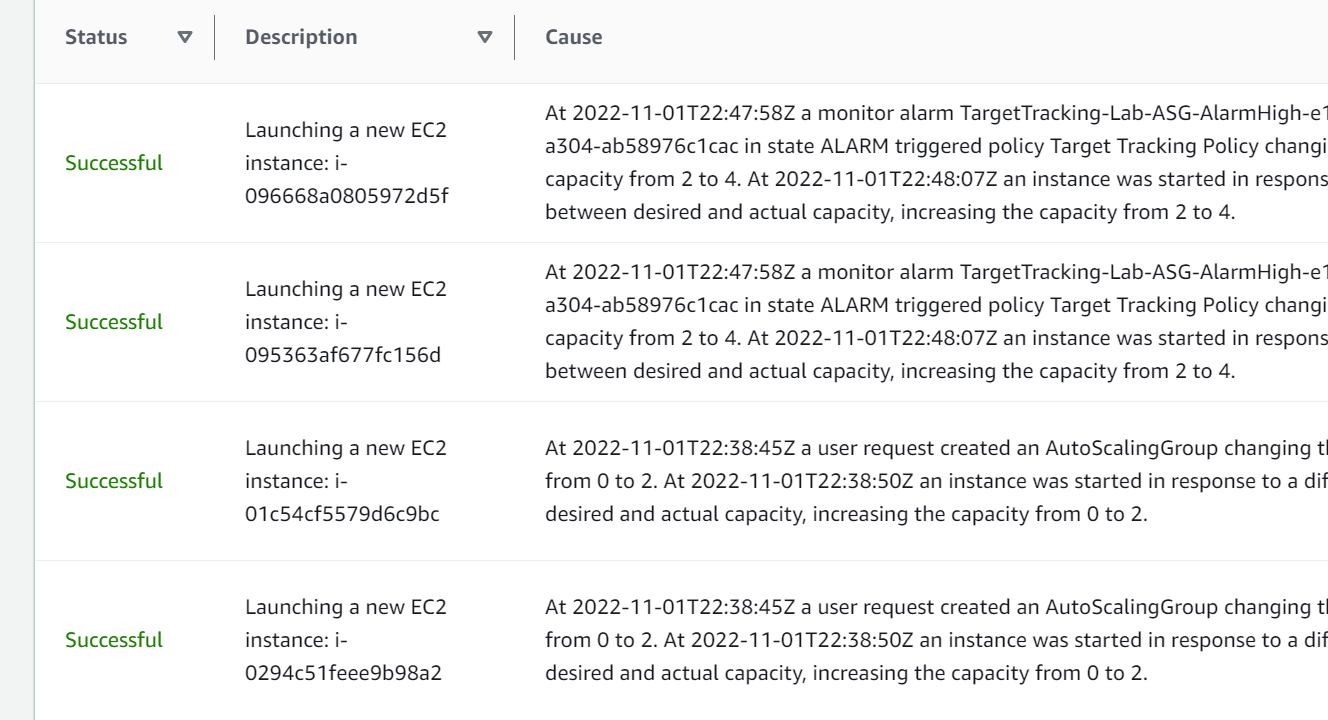 Status
Description
Cause
Successful
Launching a new EC2
instance: i-
096668a0805972d5f
At 2022-11-01T22:47:58Z a monitor alarm TargetTracking-Lab-ASG-AlarmHigh-e1
a304-ab58976c1cac in state ALARM triggered policy Target Tracking Policy changi
capacity from 2 to 4. At 2022-11-01T22:48:07Z an instance was started in respons
between desired and actual capacity, increasing the capacity from 2 to 4.
Successful
Launching a new EC2
instance: i-
095363af677fc156d
At 2022-11-01T22:47:58Z a monitor alarm TargetTracking-Lab-ASG-AlarmHigh-e1
a304-ab58976c1cac in state ALARM triggered policy Target Tracking Policy changi
capacity from 2 to 4. At 2022-11-01T22:48:07Z an instance was started in respons
between desired and actual capacity, increasing the capacity from 2 to 4.
Successful
Launching a new EC2
instance: i-
01c54cf5579d6c9bc
At 2022-11-01T22:38:45Z a user request created an AutoScalingGroup changing th
from 0 to 2. At 2022-11-01T22:38:50Z an instance was started in response to a dif
desired and actual capacity, increasing the capacity from 0 to 2.
Successful
Launching a new EC2
instance: i-
0294c51feee9b98a2
At 2022-11-01T22:38:45Z a user request created an AutoScalingGroup changing th
from 0 to 2. At 2022-11-01T22:38:50Z an instance was started in response to a dif
desired and actual capacity, increasing the capacity from 0 to 2.